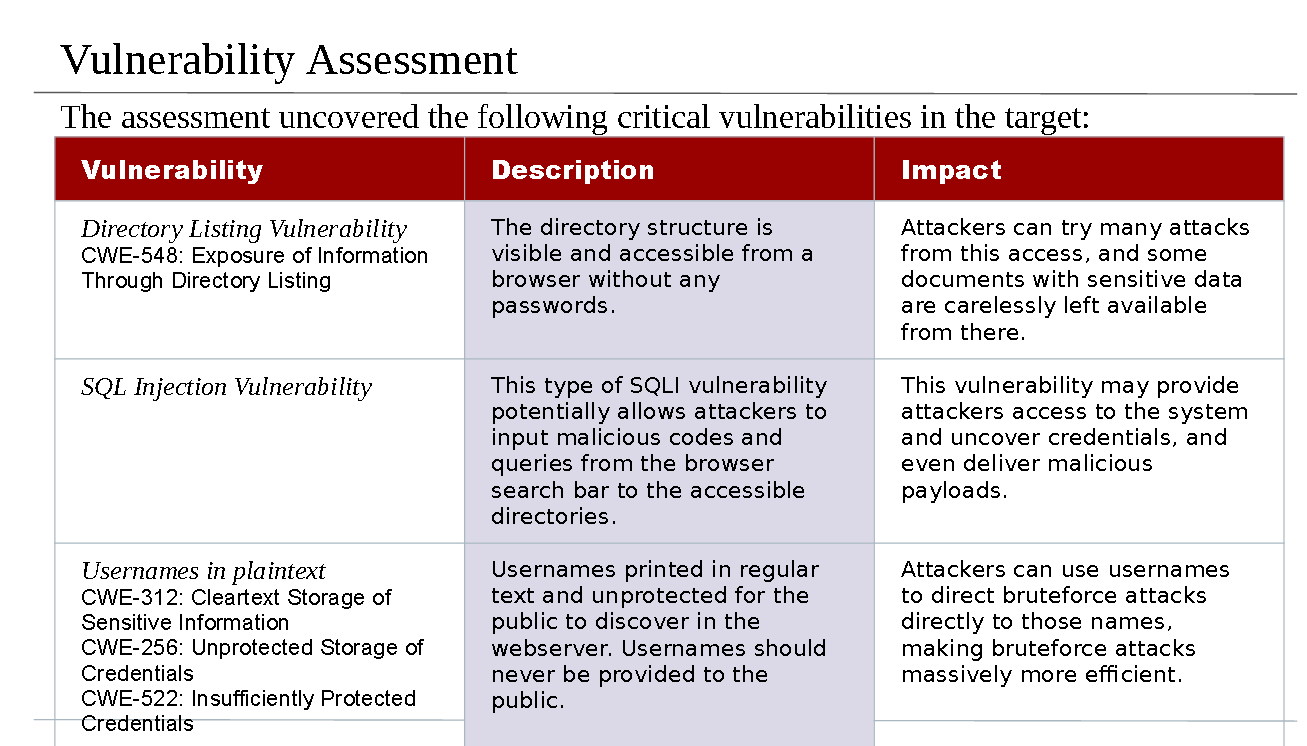 Vulnerability Assessment
The assessment uncovered the following critical vulnerabilities in the target:
Vulnerability
Description
Impact
Directory Listing Vulnerability
CWE-548: Exposure of Information
Through Directory Listing
The directory structure is
visible and accessible from a
browser without any
passwords.
Attackers can try many attacks
from this access, and some
documents with sensitive data
are carelessly left available
from there.
SQL Injection Vulnerability
This type of SQLI vulnerability
potentially allows attackers to
input malicious codes and
queries from the browser
search bar to the accessible
directories.
This vulnerability may provide
attackers access to the system
and uncover credentials, and
even deliver malicious
payloads.
Usernames in plaintext
CWE-312: Cleartext Storage of
Sensitive Information
CWE-256: Unprotected Storage of
Credentials
CWE-522: Insufficiently Protected
Credentials
Usernames printed in regular
text and unprotected for the
public to discover in the
webserver. Usernames should
never be provided to the
public.
Attackers can use usernames
to direct bruteforce attacks
directly to those names,
making bruteforce attacks
massively more efficient.